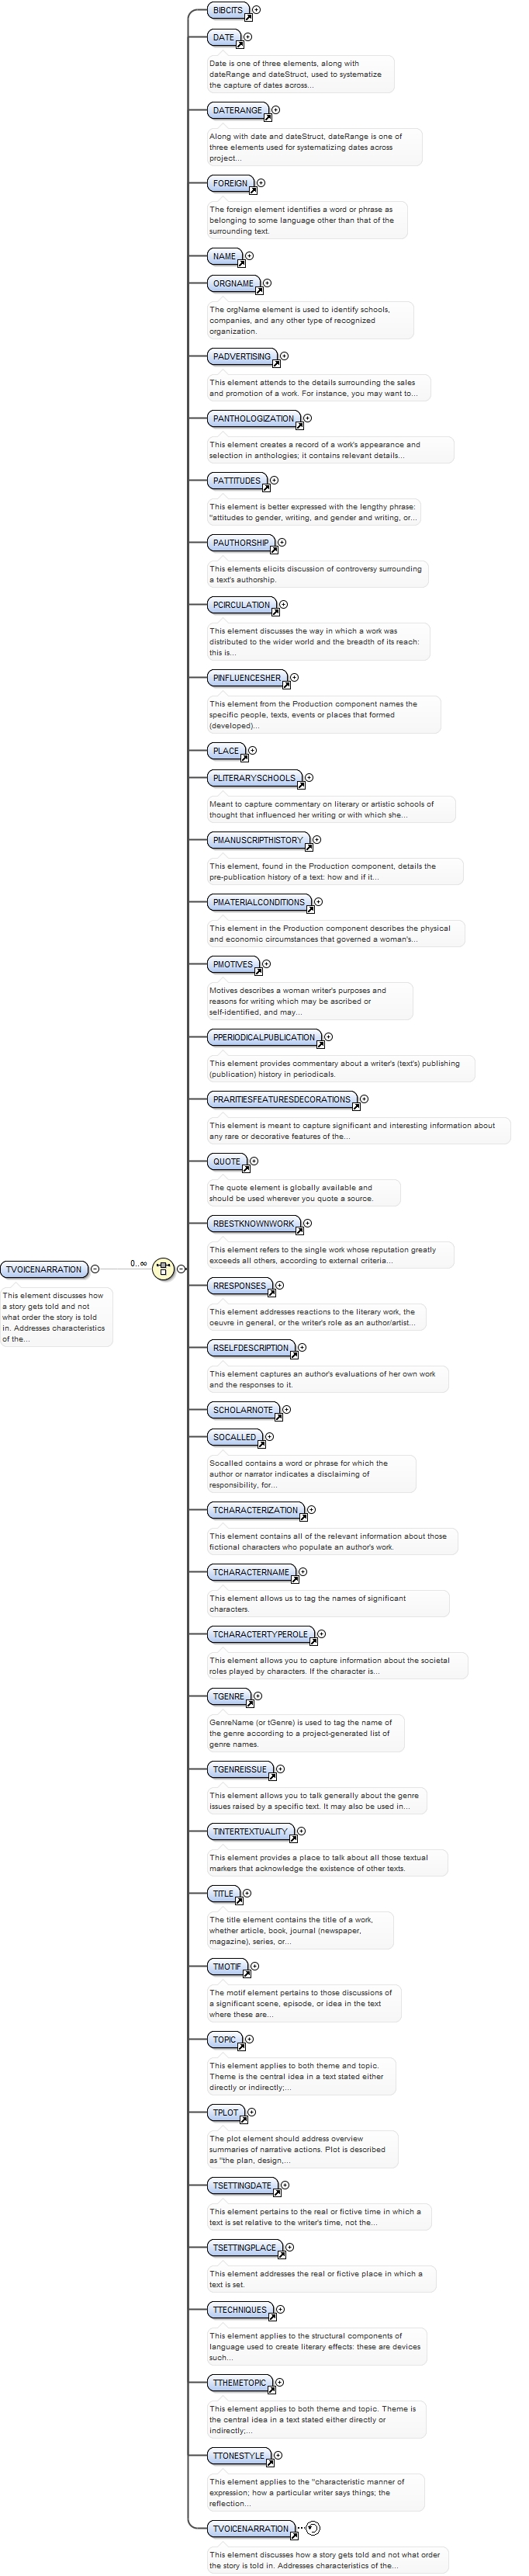 BIBCITS
DATE
Date is one of three elements, along with
dateRange and dateStruct, used to systematize
the capture of dates across...
DATERANGE
Along with date and dateStruct, dateRange is one of
three elements used for systematizing dates across
project...
FOREIGN
The foreign element identifies a word or phrase as
belonging to some language other than that of the
surrounding text.
NAME
ORGNAME
The orgName element is used to identify schools,
companies, and any other type of recognized
organization.
PADVERTISING
This element attends to the details surrounding the sales
and promotion of a work. For instance, you may want to...
PANTHOLOGIZATION
This element creates a record of a work's appearance and
selection in anthologies; it contains relevant details...
PATTITUDES
This element is better expressed with the lengthy phrase:
"attitudes to gender, writing, and gender and writing, or...
PAUTHORSHIP
This elements elicits discussion of controversy surrounding
a text's authorship.
PCIRCULATION
This element discusses the way in which a work was
distributed to the wider world and the breadth of its reach:
this is...
PINFLUENCESHER
This element from the Production component names the
specific people, texts, events or places that formed
(developed)...
PLACE
PLITERARYSCHOOLS
Meant to capture commentary on literary or artistic schools of
thought that influenced her writing or with which she...
PMANUSCRIPTHISTORY
This element, found in the Production component, details the
pre-publication history of a text: how and if it...
PMATERIALCONDITIONS
This element in the Production component describes the physical
and economic circumstances that governed a woman's...
PMOTIVES
Motives describes a woman writer's purposes and
reasons for writing which may be ascribed or
self-identified, and may...
PPERIODICALPUBLICATION
This element provides commentary about a writer's (text's) publishing
(publication) history in periodicals.
PRARITIESFEATURESDECORATIONS
This element is meant to capture significant and interesting information about
any rare or decorative features of the...
QUOTE
The quote element is globally available and
should be used wherever you quote a source.
RBESTKNOWNWORK
This element refers to the single work whose reputation greatly
exceeds all others, according to external criteria...
TVOICENARRATION
0..∞
This element discusses how
a story gets told and not
what order the story is told
in. Addresses characteristics
of the...
RRESPONSES
This element addresses reactions to the literary work, the
oeuvre in general, or the writer's role as an author/artist...
RSELFDESCRIPTION
This element captures an author's evaluations of her own work
and the responses to it.
SCHOLARNOTE
SOCALLED
Socalled contains a word or phrase for which the
author or narrator indicates a disclaiming of
responsibility, for...
TCHARACTERIZATION
This element contains all of the relevant information about those
fictional characters who populate an author's work.
TCHARACTERNAME
This element allows us to tag the names of significant
characters.
TCHARACTERTYPEROLE
This element allows you to capture information about the societal
roles played by characters. If the character is...
TGENRE
GenreName (or tGenre) is used to tag the name of
the genre according to a project-generated list of
genre names.
TGENREISSUE
This element allows you to talk generally about the genre
issues raised by a specific text. It may also be used in...
TINTERTEXTUALITY
This element provides a place to talk about all those textual
markers that acknowledge the existence of other texts.
TITLE
The title element contains the title of a work,
whether article, book, journal (newspaper,
magazine), series, or...
TMOTIF
The motif element pertains to those discussions of
a significant scene, episode, or idea in the text
where these are...
TOPIC
This element applies to both theme and topic.
Theme is the central idea in a text stated either
directly or indirectly;...
TPLOT
The plot element should address overview
summaries of narrative actions. Plot is described
as "the plan, design,...
TSETTINGDATE
This element pertains to the real or fictive time in which a
text is set relative to the writer's time, not the...
TSETTINGPLACE
This element addresses the real or fictive place in which a
text is set.
TTECHNIQUES
This element applies to the structural components of
language used to create literary effects: these are devices
such...
TTHEMETOPIC
This element applies to both theme and topic. Theme is
the central idea in a text stated either directly or
indirectly;...
TTONESTYLE
This element applies to the "characteristic manner of
expression; how a particular writer says things; the
reflection...
TVOICENARRATION
This element discusses how a story gets told and not what order
the story is told in. Addresses characteristics of the...